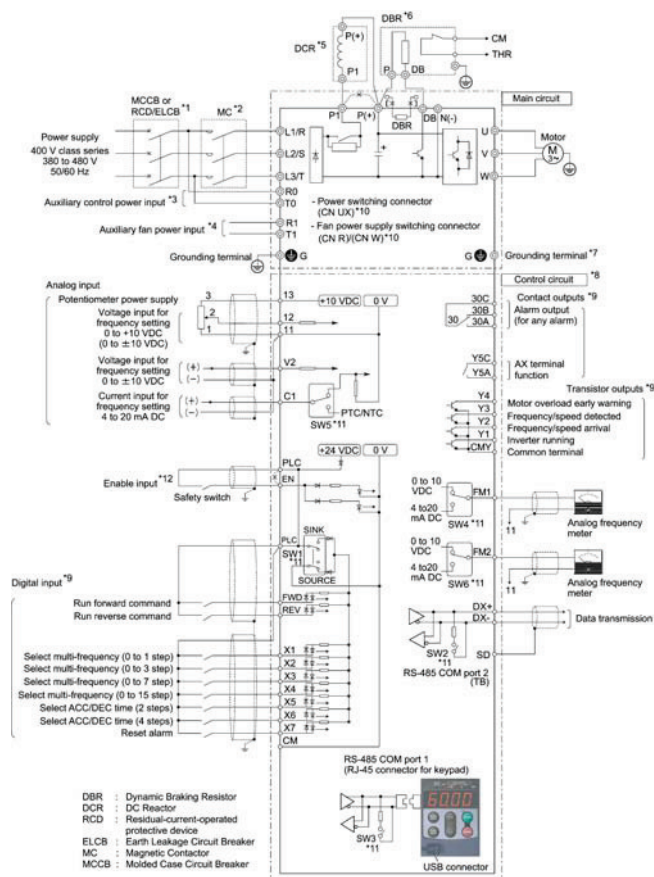 DBR *6
DCR *5
P(+)
CM
THR
P1
P
DB
MCCB or
RCD/ELCB *1
MC *2
Main circuit
P1
P(+)
DBR
DB
N(-)
Power supply
400 V class series
380 to 480 V
50/60 Hz
L1/R
L2/S
L3/T
U
V
W
Motor
M
3~
R0
T0
Auxiliary control power input *3
- Power switching connector
(CN UX) *10
Auxiliary fan power input *4
R1
T1
- Fan power supply switching connector
(CN R)/(CN W) *10
Grounding terminal
G
G
Grounding terminal *7
Control circuit *8
Analog input
Potentiometer power supply
3
2
1
13
12
11
+10 VDC
0 V
Voltage input for
frequency setting
0 to +10 VDC
(0 to ±10 VDC)
Voltage input for
frequency setting
0 to ±10 VDC
(+)
(−)
V2
Current input for
frequency setting
4 to 20 mA DC
(+)
(−)
C1
PTC/NTC
SW5 *11
30C
30B
30
30A
Contact outputs *9
Alarm output
(for any alarm)
Y5C
Y5A
AX terminal
function
Transistor outputs *9
Y4
Motor overload early warning
Y3
Frequency/speed detected
Y2
Frequency/speed arrival
Y1
Inverter running
CMY
Common terminal
+24 VDC
0 V
PLC
EN
Enable input *12
Safety switch
0 to 10
VDC
4 to20
mA DC
SW4 *11
FM1
11
Analog frequency
meter
0 to 10
VDC
4 to20
mA DC
SW6 *11
FM2
11
Analog frequency
meter
PLC
SINK
SW1
*11
SOURCE
Digital input *9
Run forward command
FWD
Run reverse command
REV
DX+
DX-
Data transmission
SW2
*11
SD
RS-485 COM port 2
(TB)
Select multi-frequency (0 to 1 step)
X1
Select multi-frequency (0 to 3 step)
X2
Select multi-frequency (0 to 7 step)
X3
Select multi-frequency (0 to 15 step)
X4
Select ACC/DEC time (2 steps)
X5
Select ACC/DEC time (4 steps)
X6
Reset alarm
X7
CM
RS-485 COM port 1
(RJ-45 connector for keypad)
60.00
SW3
*11
USB connector
DBR : Dynamic Braking Resistor
DCR : DC Reactor
RCD : Residual-current-operated
protective device
ELCB : Earth Leakage Circuit Breaker
MC : Magnetic Contactor
MCCB : Molded Case Circuit Breaker